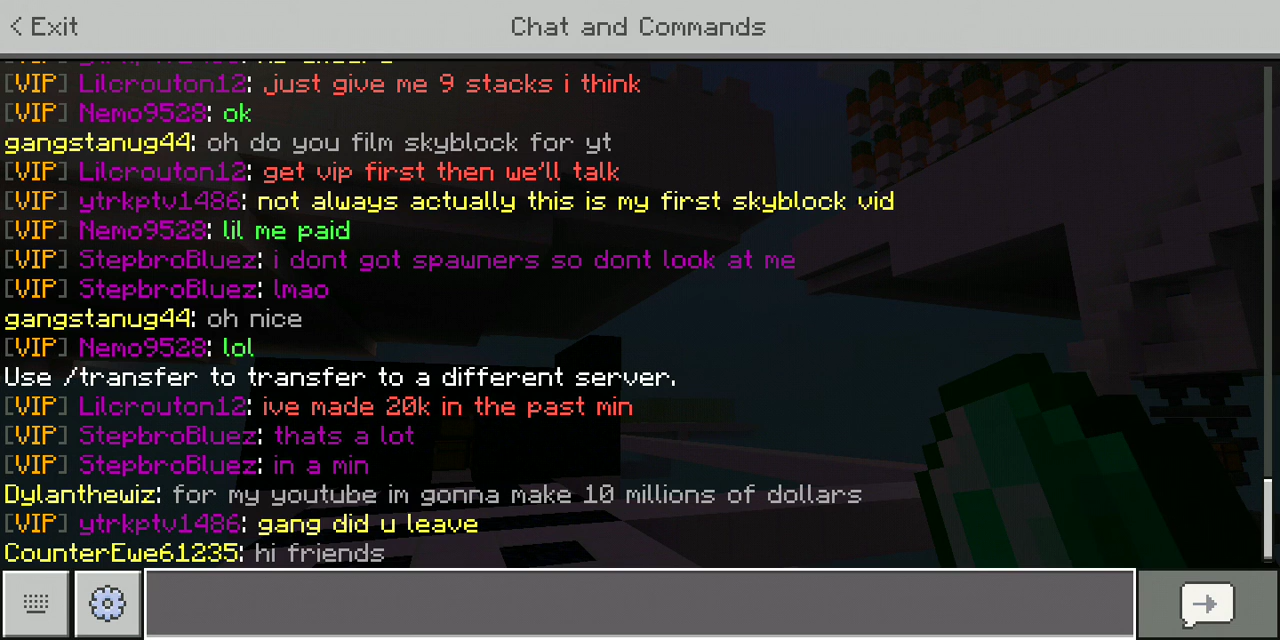 Exit
Chat and Commands
[VIP] Lilcrouton12: just give me 9 stacks i think
[VIP] Nemo9528: ok
gangstanug44: oh do you film skyblock for yt
[VIP] Lilcrouton12: get vip first then we'll talk
[VIP] ytrkptv1486: not always actually this is my first skyblock vid
[VIP] Nemo9528: lil me paid
[VIP] StepbroBluez: i dont got spawners so dont look at me
[VIP] StepbroBluez: lmao
gangstanug44: oh nice
[VIP] Nemo9528: lol
Use /transfer to transfer to a different server.
[VIP] Lilcrouton12: ive made 20k in the past min
[VIP] StepbroBluez: thats a lot
[VIP] StepbroBluez: in a min
Dylanthewiz: for my youtube im gonna make 10 millions of dollars
[VIP] ytrkptv1486: gang did u leave
CounterEwe61235: hi friends